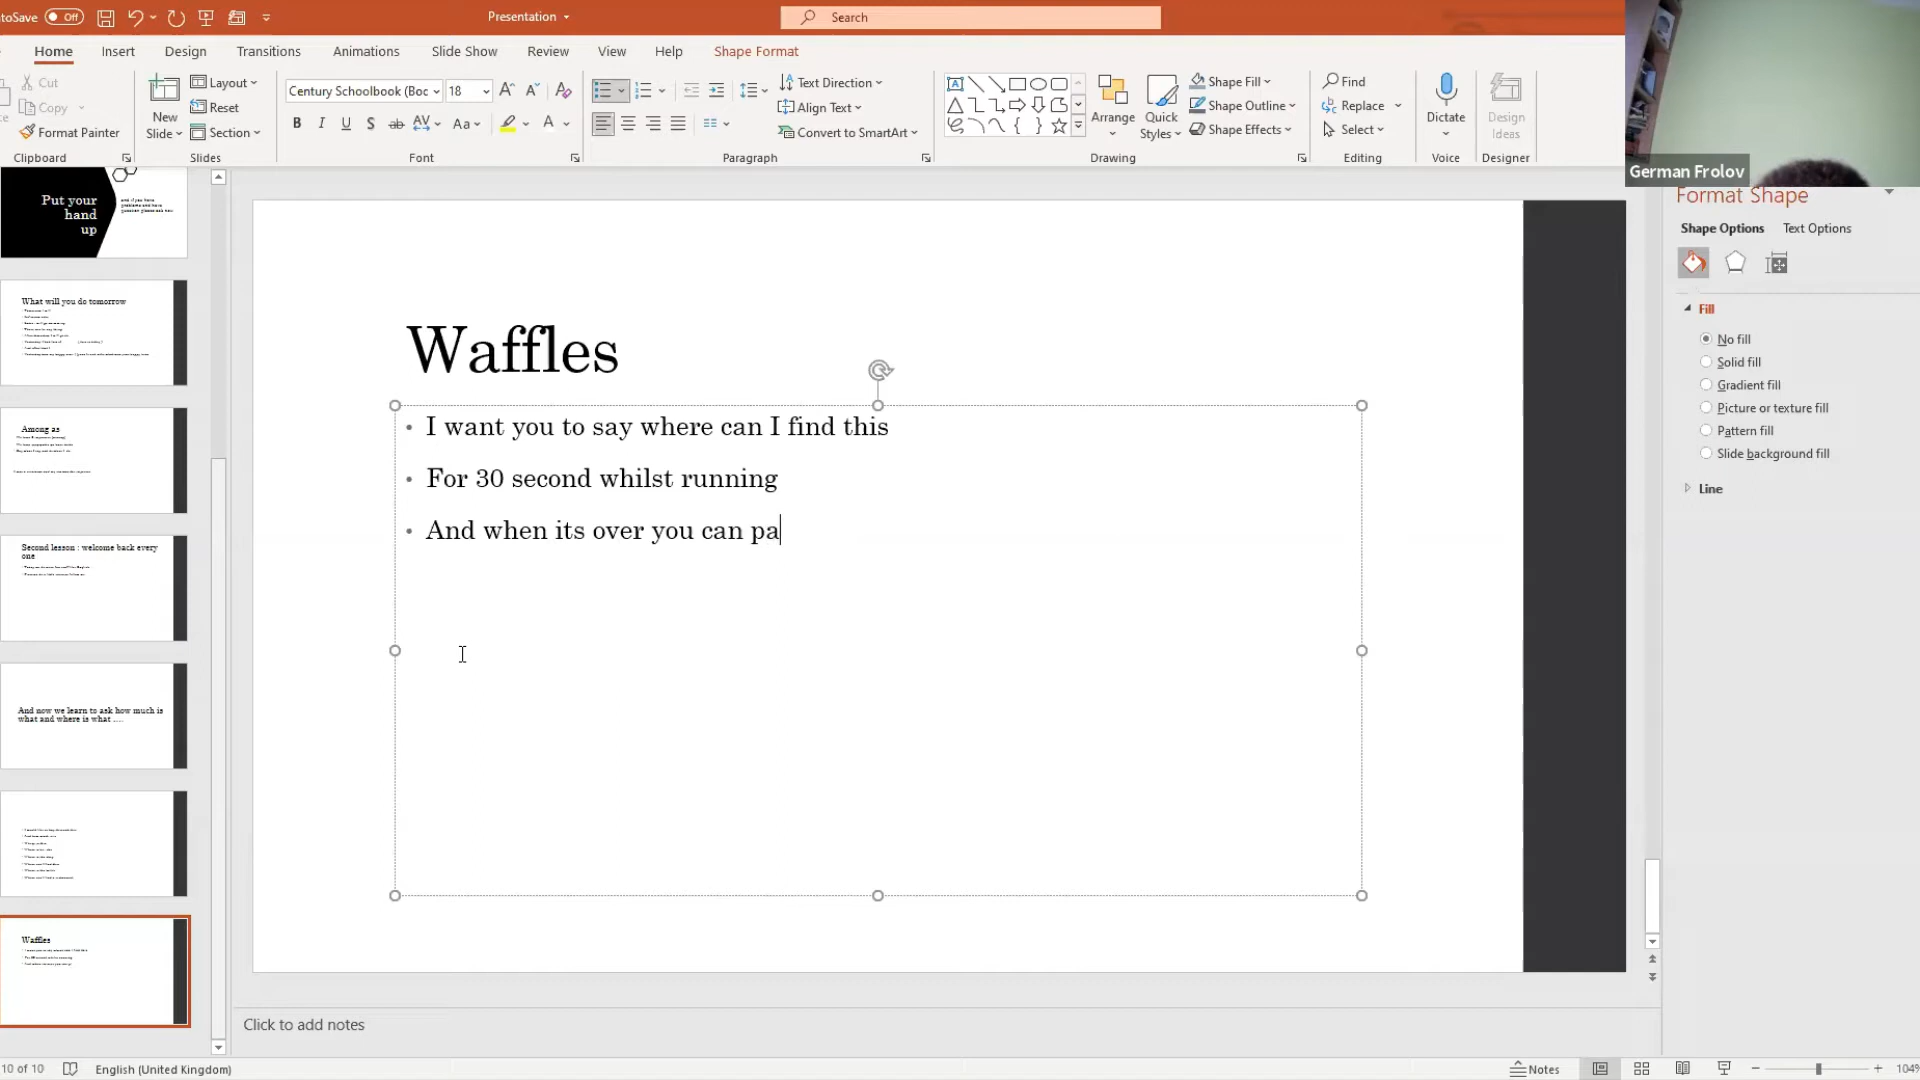 toSave Off Presentation Search
Home Insert Design Transitions Animations Slide Show Review View Help Shape Format
Cut
Copy
Format Painter
Clipboard
New Slide
Layout
Reset
Section
Slides
Century Schoolbook (Boc 18
B I U S ab AV Aa A
Font
Text Direction
Align Text
Convert to SmartArt
Paragraph
Arrange
Quick Styles
Shape Fill
Shape Outline
Shape Effects
Drawing
Find
Replace
Select
Editing
Dictate
Voice
Design Ideas
Designer
German Frolov
Put your
hand
up
What will you do tomorrow
Among as
Second lesson : welcome back every
one
And now we learn to ask how much is
what and where is what .....
Waffles
Waffles
• I want you to say where can I find this
• For 30 second whilst running
• And when its over you can pa
Click to add notes
Format Shape
Shape Options Text Options
Fill
No fill
Solid fill
Gradient fill
Picture or texture fill
Pattern fill
Slide background fill
Line
10 of 10 English (United Kingdom) Notes 104%